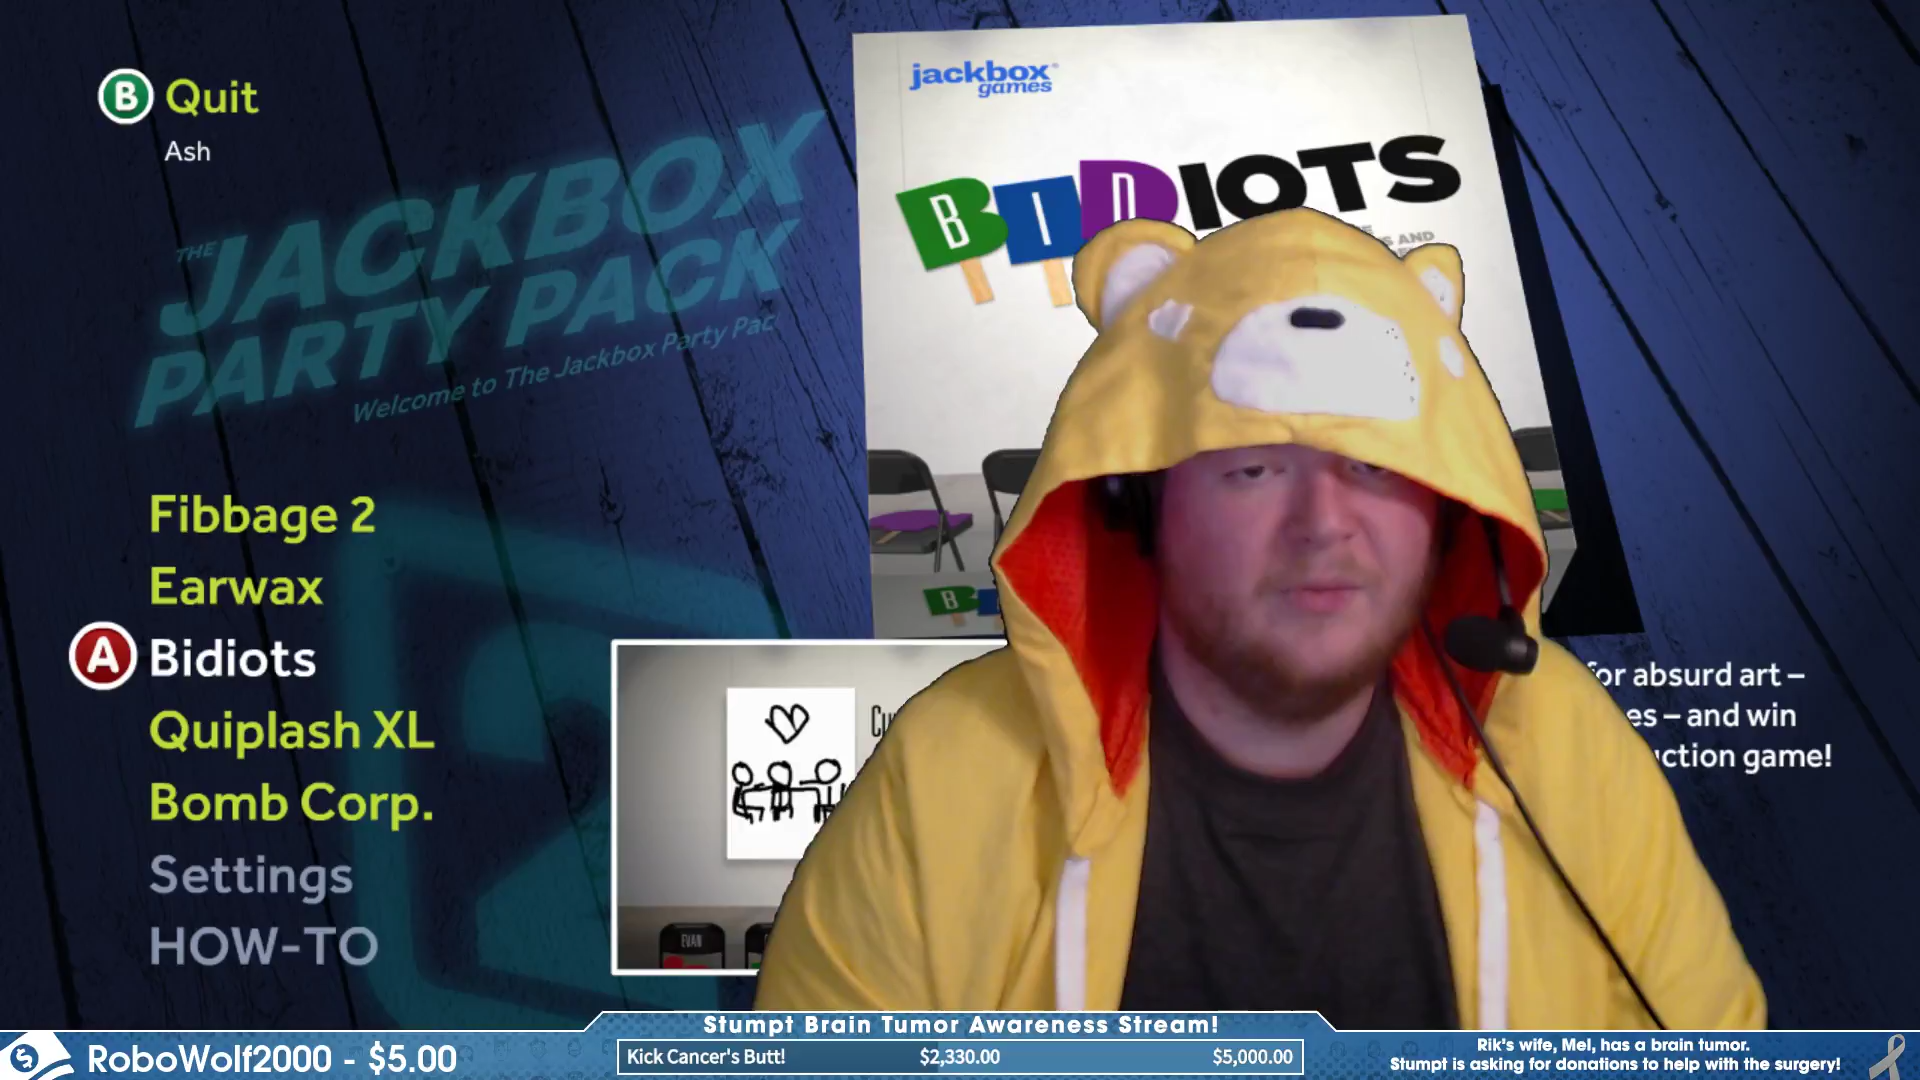 B Quit
Ash
THE
JACKBOX
PARTY PACK
Welcome to The Jackbox Party Pac
jackbox
games
BIDIOTS
S AND
Fibbage 2
Earwax
A Bidiots
Quiplash XL
Bomb Corp.
Settings
HOW-TO
B
EVAN
for absurd art –
es – and win
uction game!
Stumpt Brain Tumor Awareness Stream!
RoboWolf2000 - $5.00
Kick Cancer's Butt! $2,330.00 $5,000.00
Rik's wife, Mel, has a brain tumor.
Stumpt is asking for donations to help with the surgery!